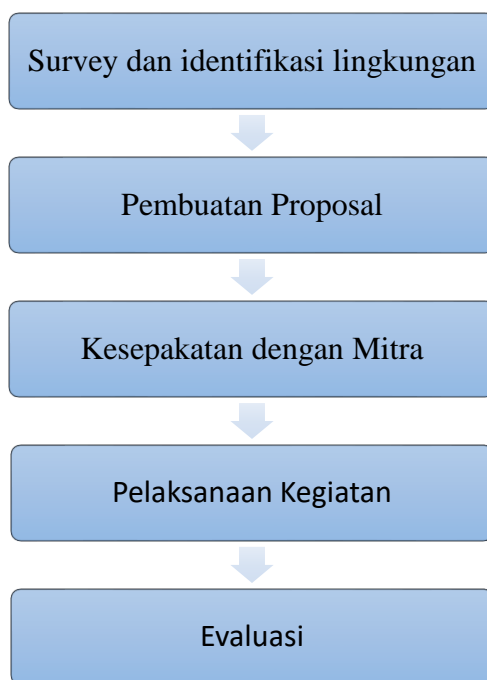 Survey dan identifikasi lingkungan
Pembuatan Proposal
Kesepakatan dengan Mitra
Pelaksanaan Kegiatan
Evaluasi